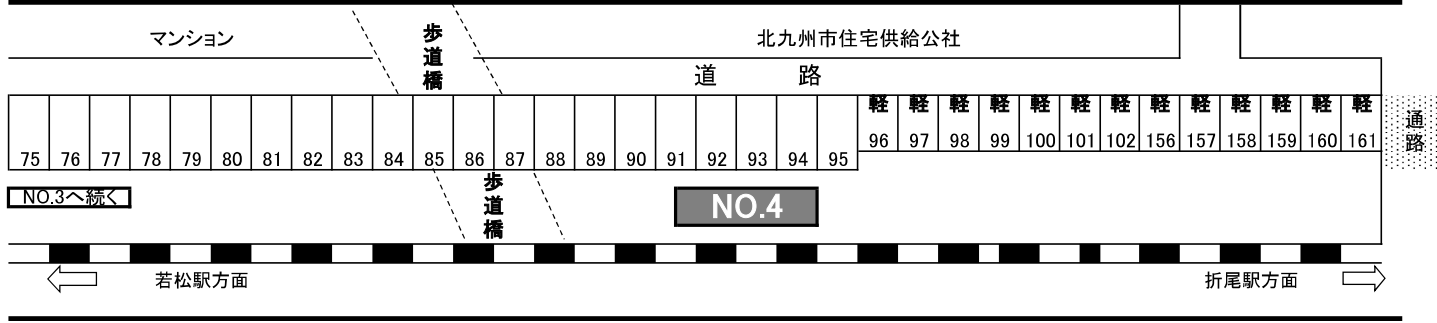 マンション
歩道橋
北九州市住宅供給公社
道路
軽 軽 軽 軽 軽 軽 軽 軽 軽 軽 軽 軽 軽
96 97 98 99 100 101 102 156 157 158 159 160 161
通路
75 76 77 78 79 80 81 82 83 84 85 86 87 88 89 90 91 92 93 94 95
NO.3へ続く
歩道橋
NO.4
若松駅方面
折尾駅方面